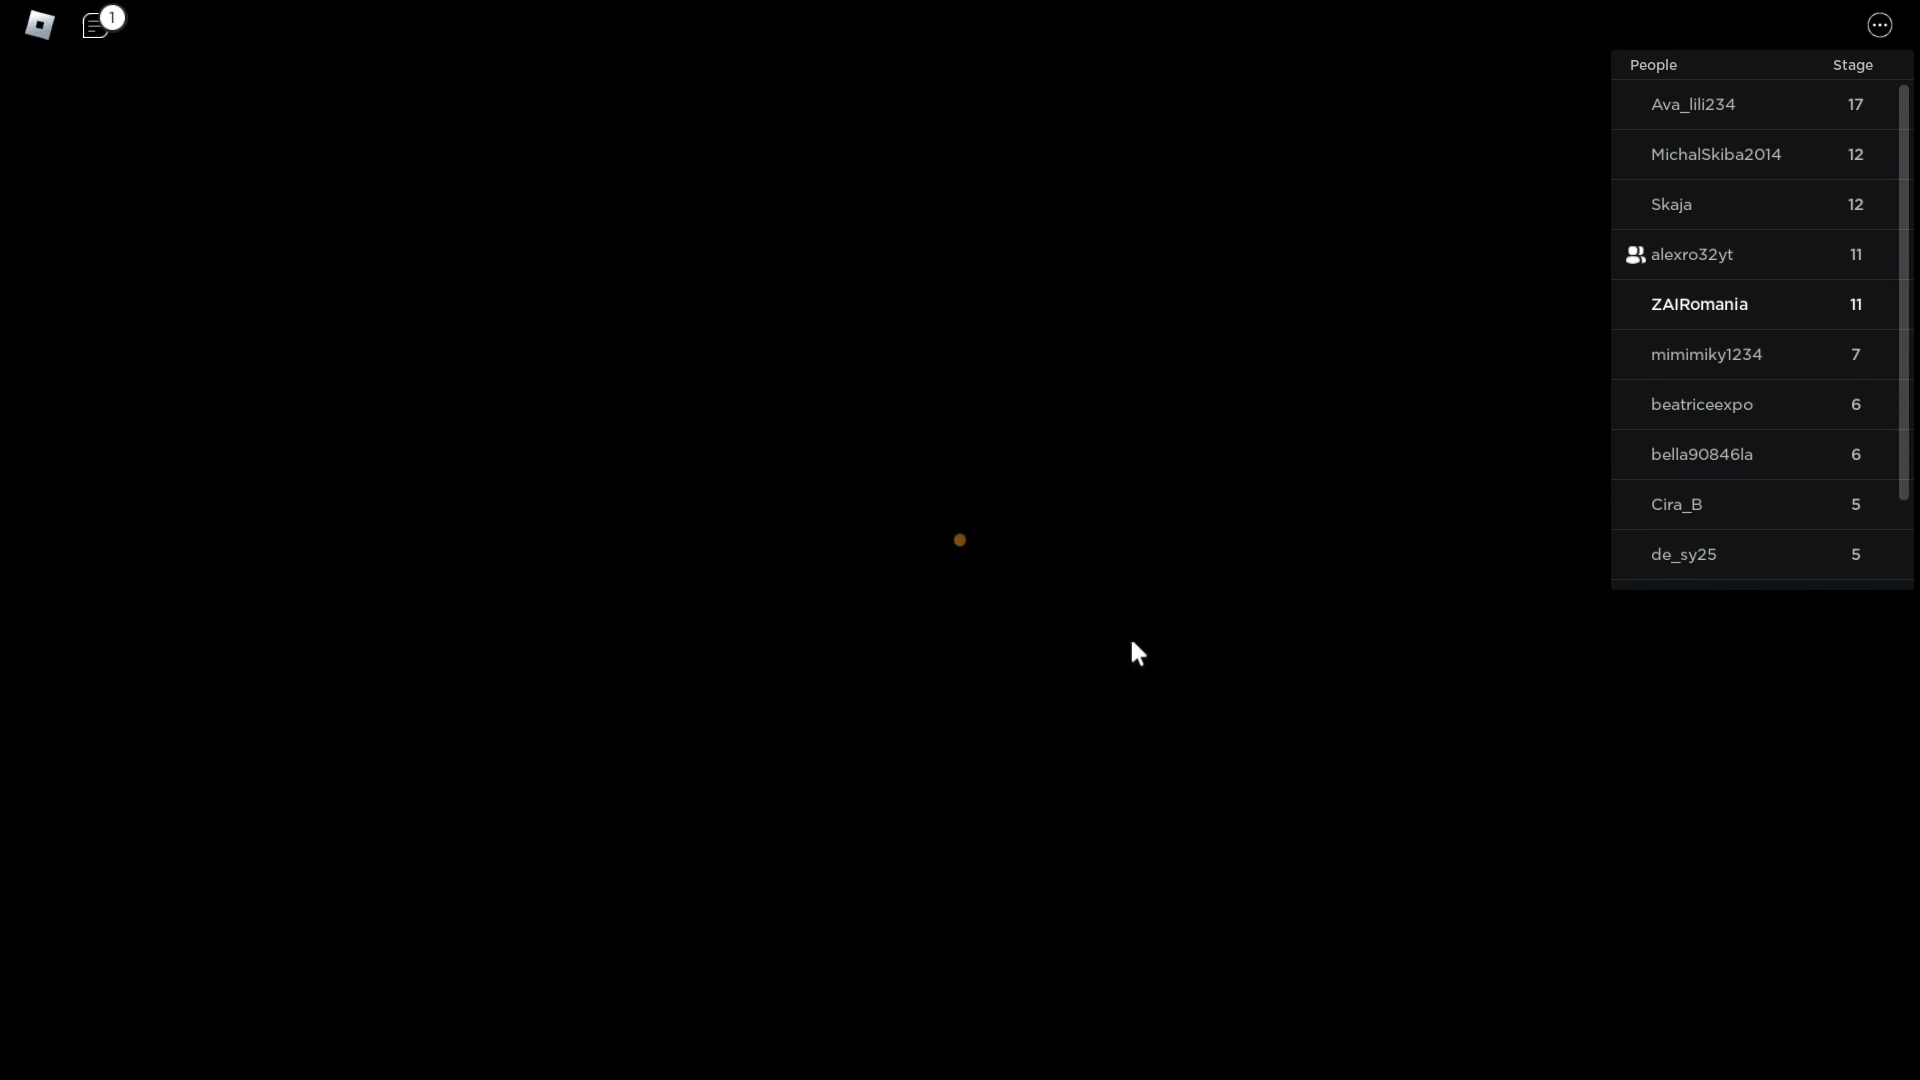 1
People Stage
Ava_lili234 17
MichalSkiba2014 12
Skaja 12
alexro32yt 11
ZAIRomania 11
mimimiky1234 7
beatriceexpo 6
bella90846la 6
Cira_B 5
de_sy25 5